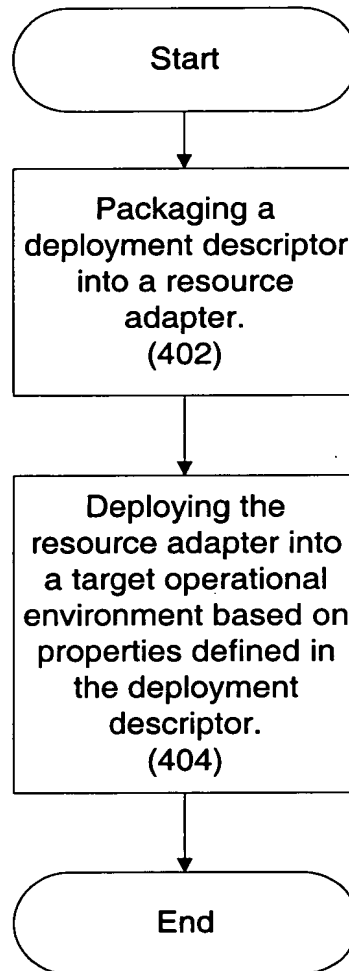 Start
Packaging a
deployment descriptor
into a resource
adapter.
(402)
Deploying the
resource adapter into
a target operational
environment based on
properties defined in
the deployment
descriptor.
(404)
End